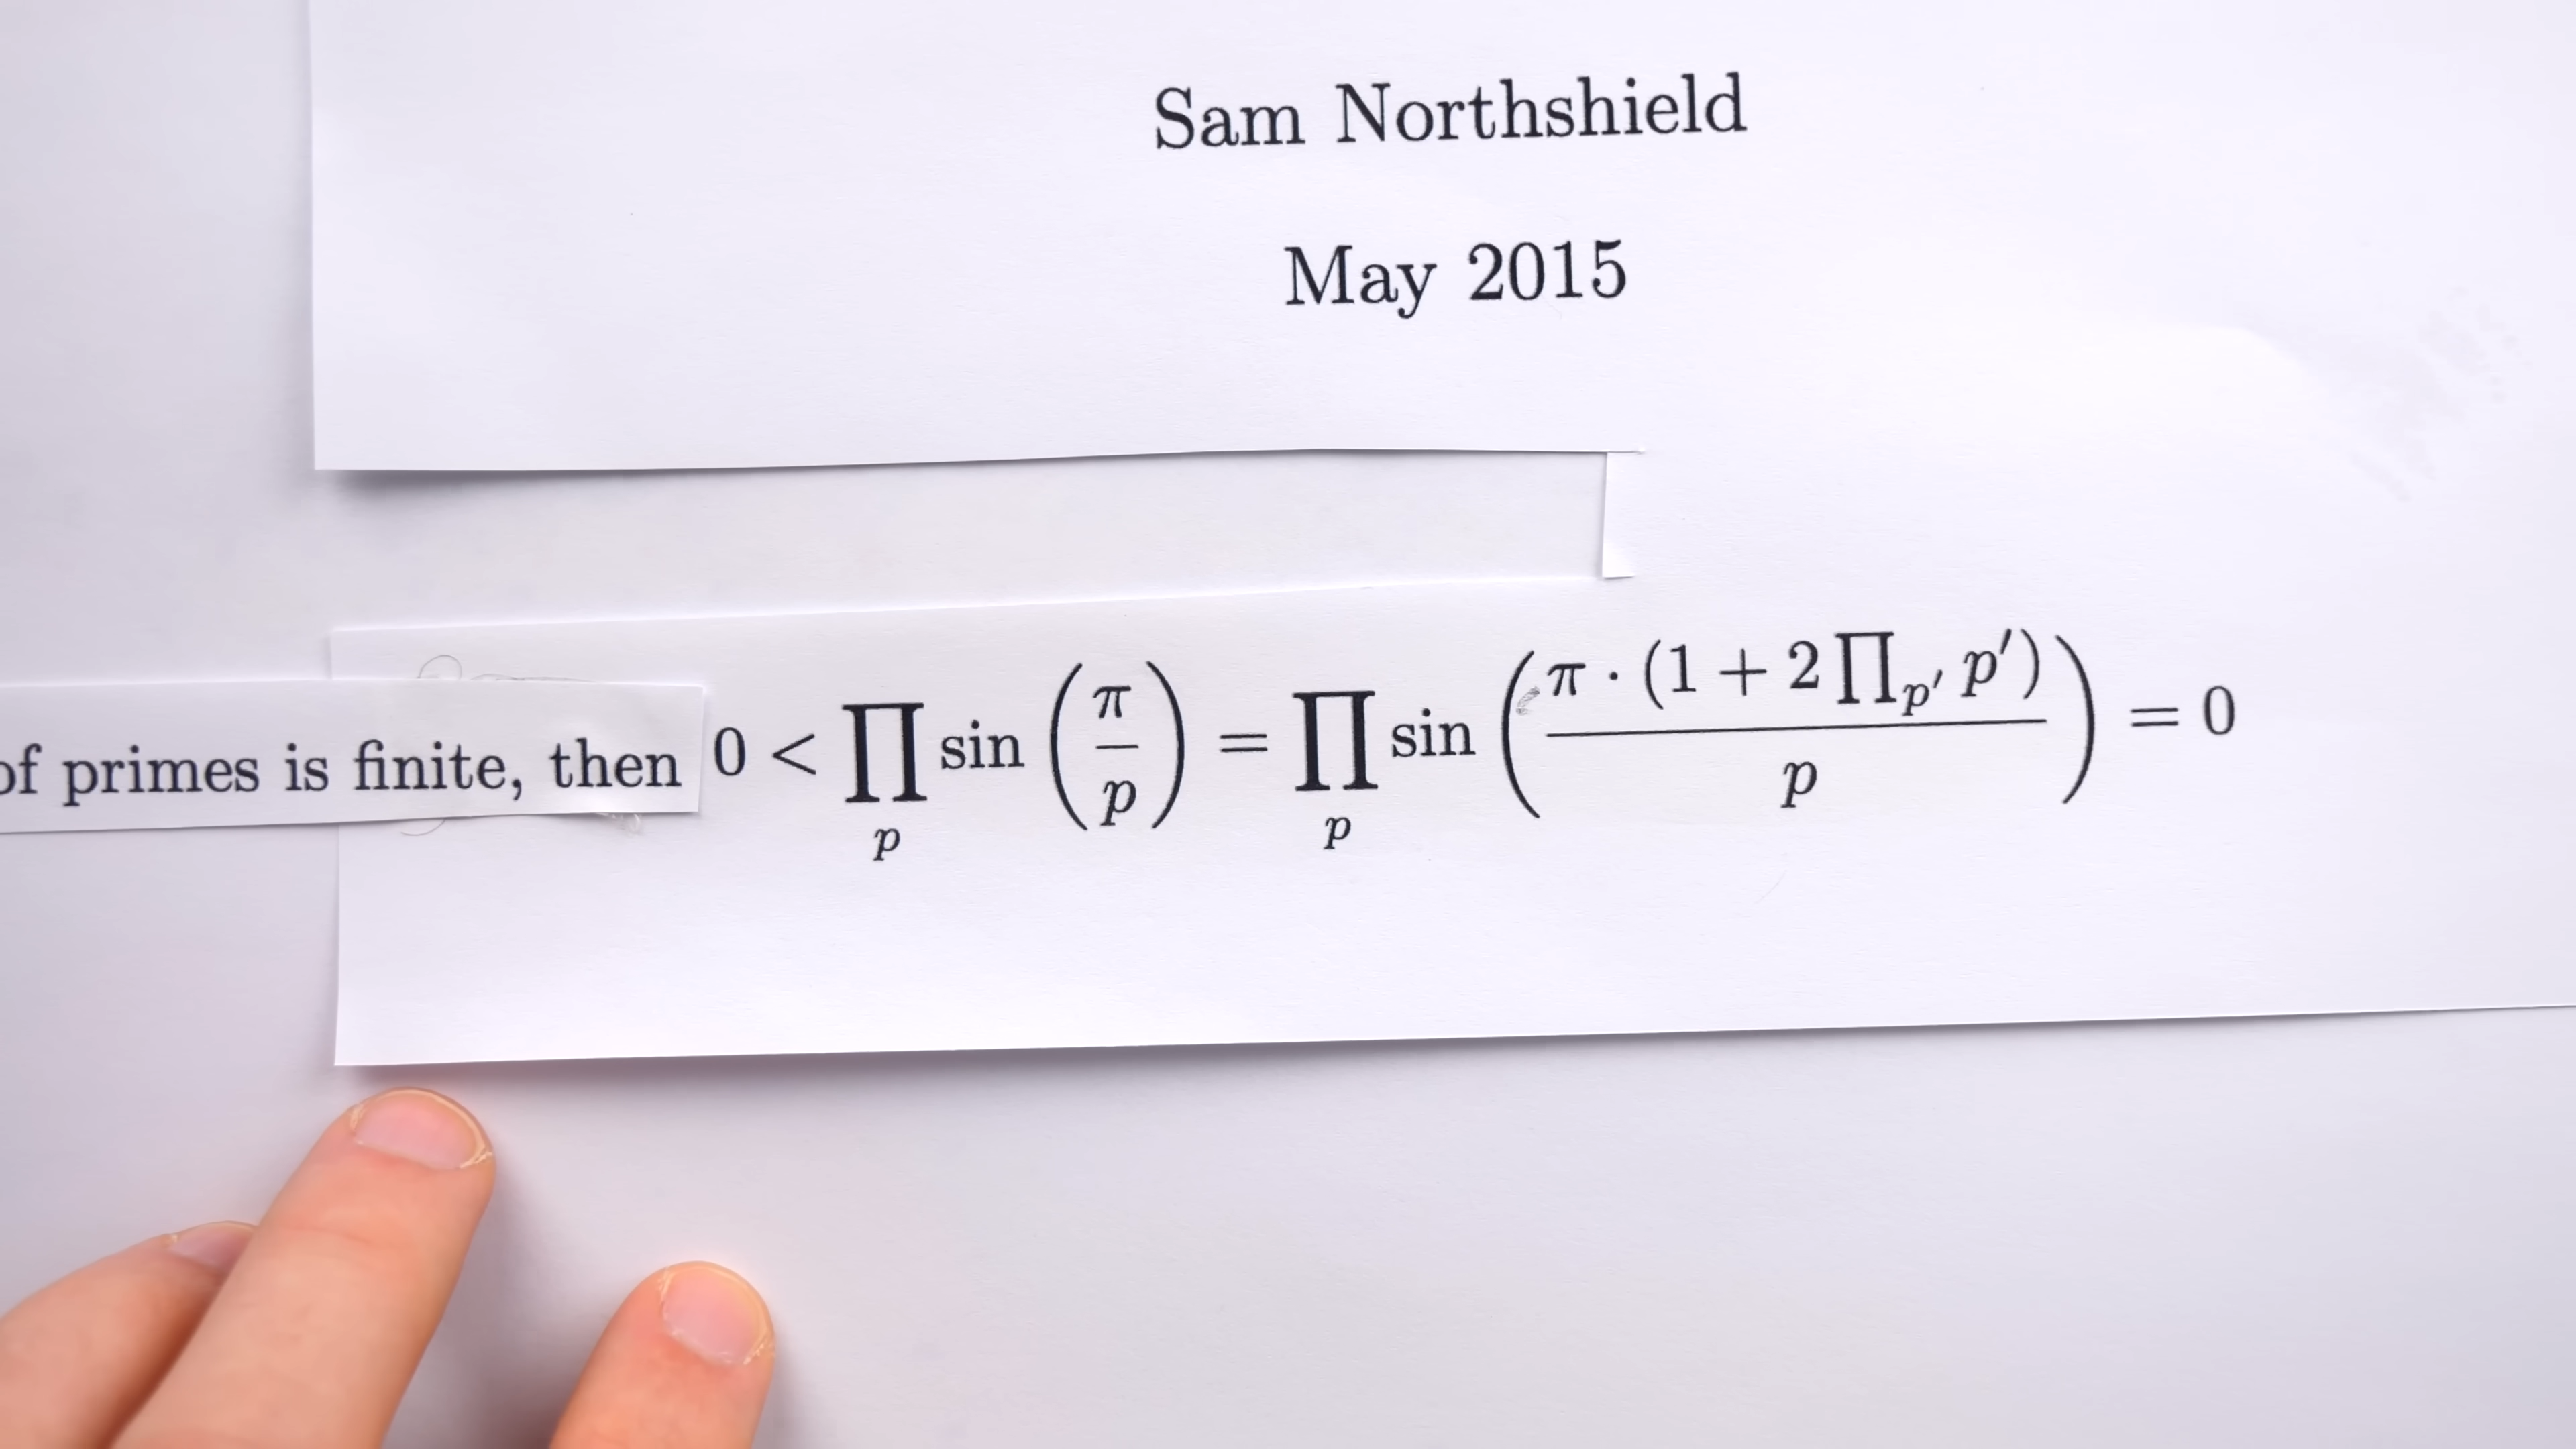 Sam Northshield
May 2015
of primes is finite, then 0 < ∏_p sin(π/p) = ∏_p sin(π · (1 + 2∏_{p′} p′)/p) = 0